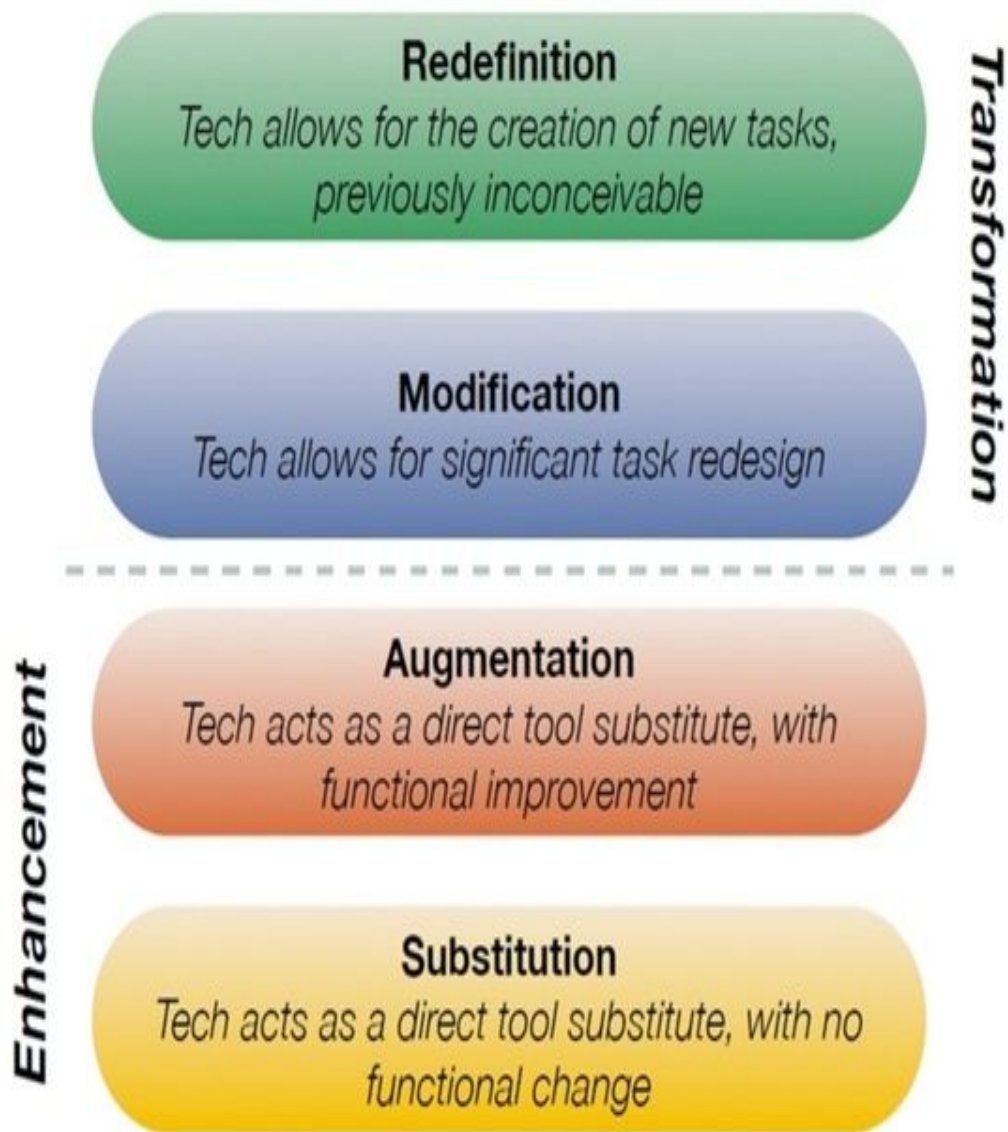 Redefinition
Tech allows for the creation of new tasks,
previously inconceivable
Transformation
Modification
Tech allows for significant task redesign
Enhancement
Augmentation
Tech acts as a direct tool substitute, with
functional improvement
Substitution
Tech acts as a direct tool substitute, with no
functional change